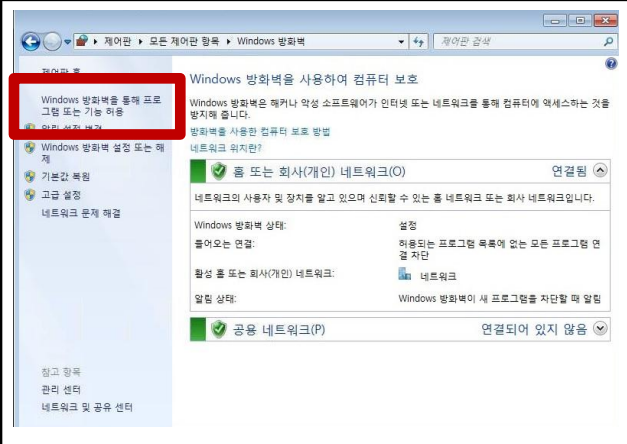 제어판 ▸ 모든 제어판 항목 ▸ Windows 방화벽
제어판 검색
제어판 홈
Windows 방화벽을 통해 프로
그램 또는 기능 허용
알림 설정 변경
Windows 방화벽 설정 또는 해
제
기본값 복원
고급 설정
네트워크 문제 해결
참고 항목
관리 센터
네트워크 및 공유 센터
Windows 방화벽을 사용하여 컴퓨터 보호
Windows 방화벽은 해커나 악성 소프트웨어가 인터넷 또는 네트워크를 통해 컴퓨터에 액세스하는 것을
방지해 줍니다.
방화벽을 사용한 컴퓨터 보호 방법
네트워크 위치란?
홈 또는 회사(개인) 네트워크(O) 연결됨
네트워크의 사용자 및 장치를 알고 있으며 신뢰할 수 있는 홈 네트워크 또는 회사 네트워크입니다.
Windows 방화벽 상태: 설정
들어오는 연결: 허용되는 프로그램 목록에 없는 모든 프로그램 연
결 차단
활성 홈 또는 회사(개인) 네트워크: 네트워크
알림 상태: Windows 방화벽이 새 프로그램을 차단할 때 알림
공용 네트워크(P) 연결되어 있지 않음